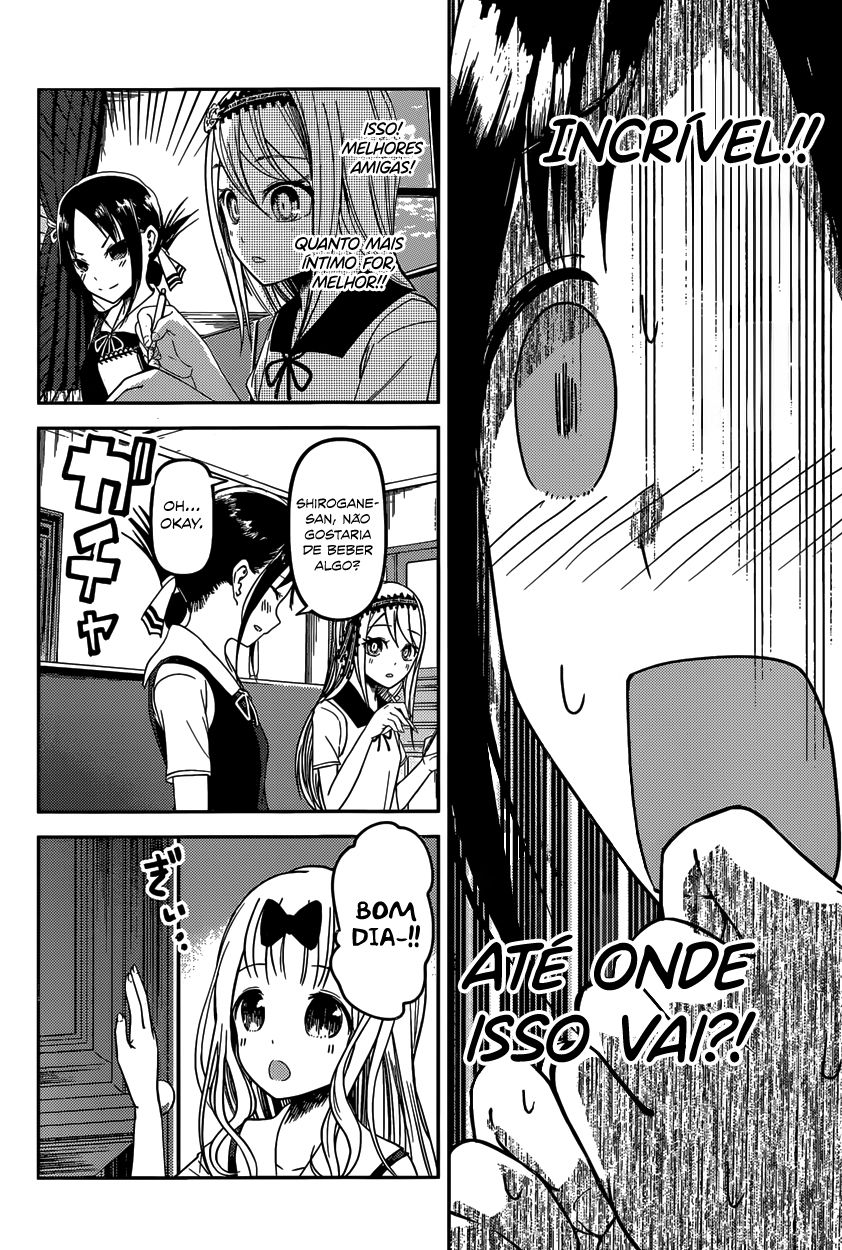 INCRÍVEL!!
ATÉ ONDE
ISSO VAI?!
ISSO!
MELHORES
AMIGAS!
QUANTO MAIS
ÍNTIMO FOR
MELHOR!!
SHIROGANE-
SAN, NÃO
GOSTARIA
DE BEBER
ALGO?
OH...
OKAY.
ガチャ
BOM
DIA-!!
ぎい..